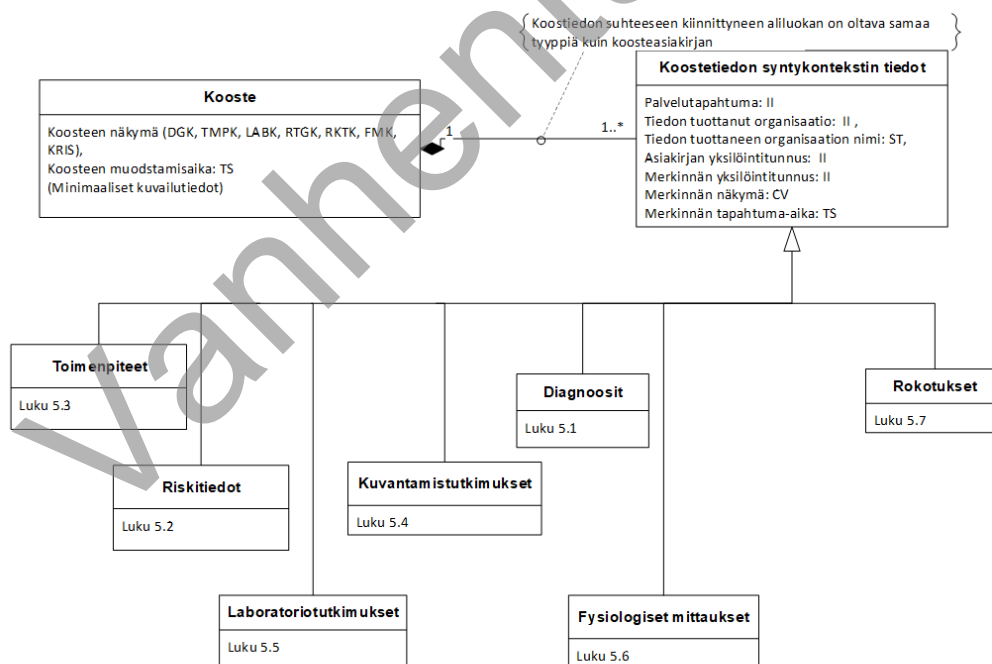 Koostiedon suhteeseen kiinnittyneen aliluokan on oltava samaa
tyyppiä kuin koosteasiakirjan
Kooste
Koosteen näkymä (DGK, TMPK, LABK, RTGK, RKTK, FMK,
KRIS),
Koosteen muodstamisaika: TS
(Minimaaliset kuvailutiedot)
1
1..*
Koostetiedon syntykontekstin tiedot
Palvelutapahtuma: II
Tiedon tuottanut organisaatio: II ,
Tiedon tuottaneen organisaation nimi: ST,
Asiakirjan yksilöintitunnus: II
Merkinnän yksilöintitunnus: II
Merkinnän näkymä: CV
Merkinnän tapahtuma-aika: TS
Toimenpiteet
Luku 5.3
Diagnoosit
Luku 5.1
Rokotukset
Luku 5.7
Riskitiedot
Luku 5.2
Kuvantamistutkimukset
Luku 5.4
Laboratoriotutkimukset
Luku 5.5
Fysiologiset mittaukset
Luku 5.6